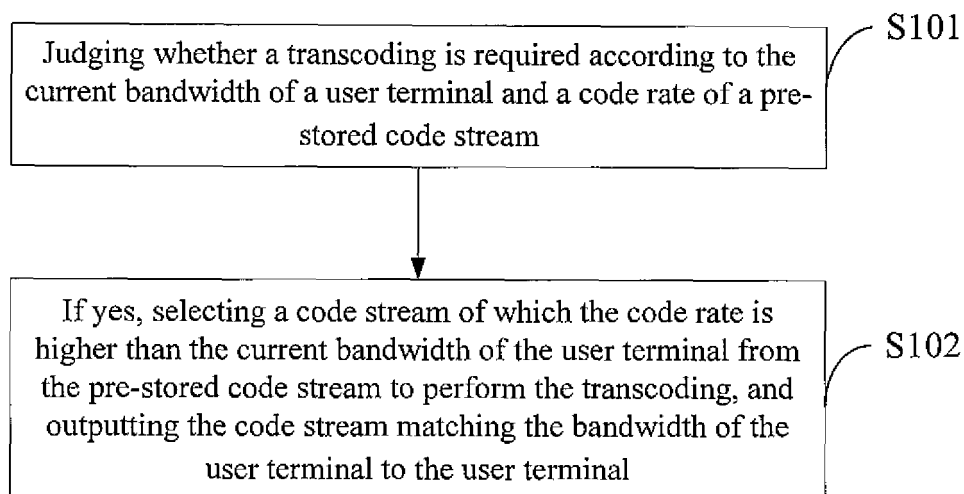 S101
Judging whether a transcoding is required according to the
current bandwidth of a user terminal and a code rate of a pre-
stored code stream
If yes, selecting a code stream of which the code rate is
higher than the current bandwidth of the user terminal from
the pre-stored code stream to perform the transcoding, and
outputting the code stream matching the bandwidth of the
user terminal to the user terminal
S102